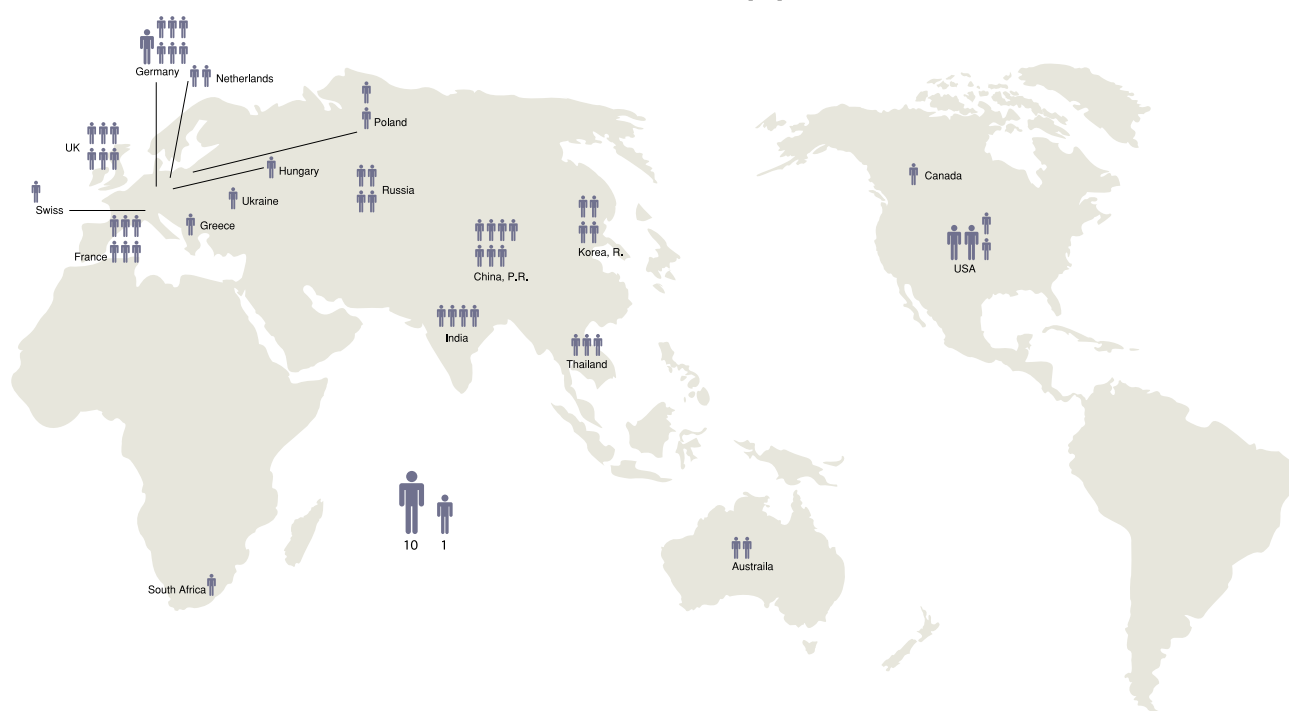 Germany
Netherlands
Poland
UK
Hungary
Canada
Russia
Swiss
Ukraine
Greece
France
Korea, R.
USA
China, P.R.
India
Thailand
10 1
Austraila
South Africa